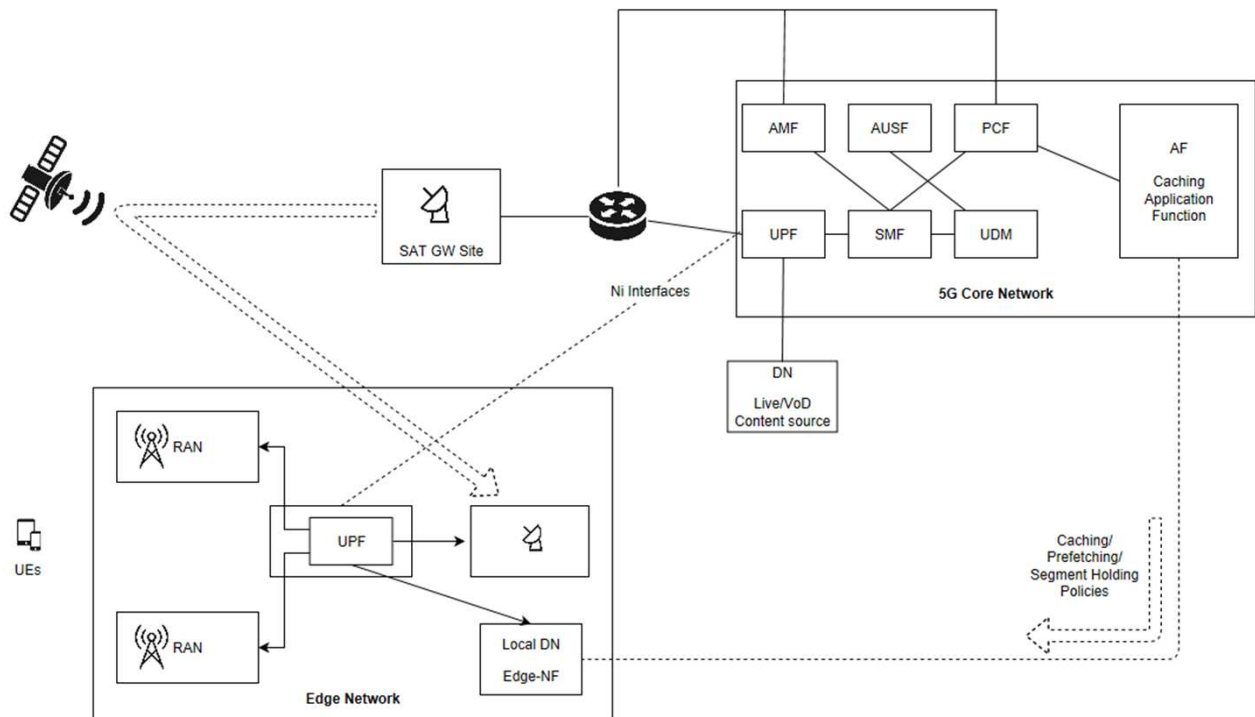 AMF
AUSF
PCF
AF
Caching
Application
Function
SAT GW Site
UPF
SMF
UDM
Ni Interfaces
5G Core Network
DN
Live/VoD
Content source
RAN
UPF
UEs
Caching/
Prefetching/
Segment Holding
Policies
RAN
Local DN
Edge-NF
Edge Network